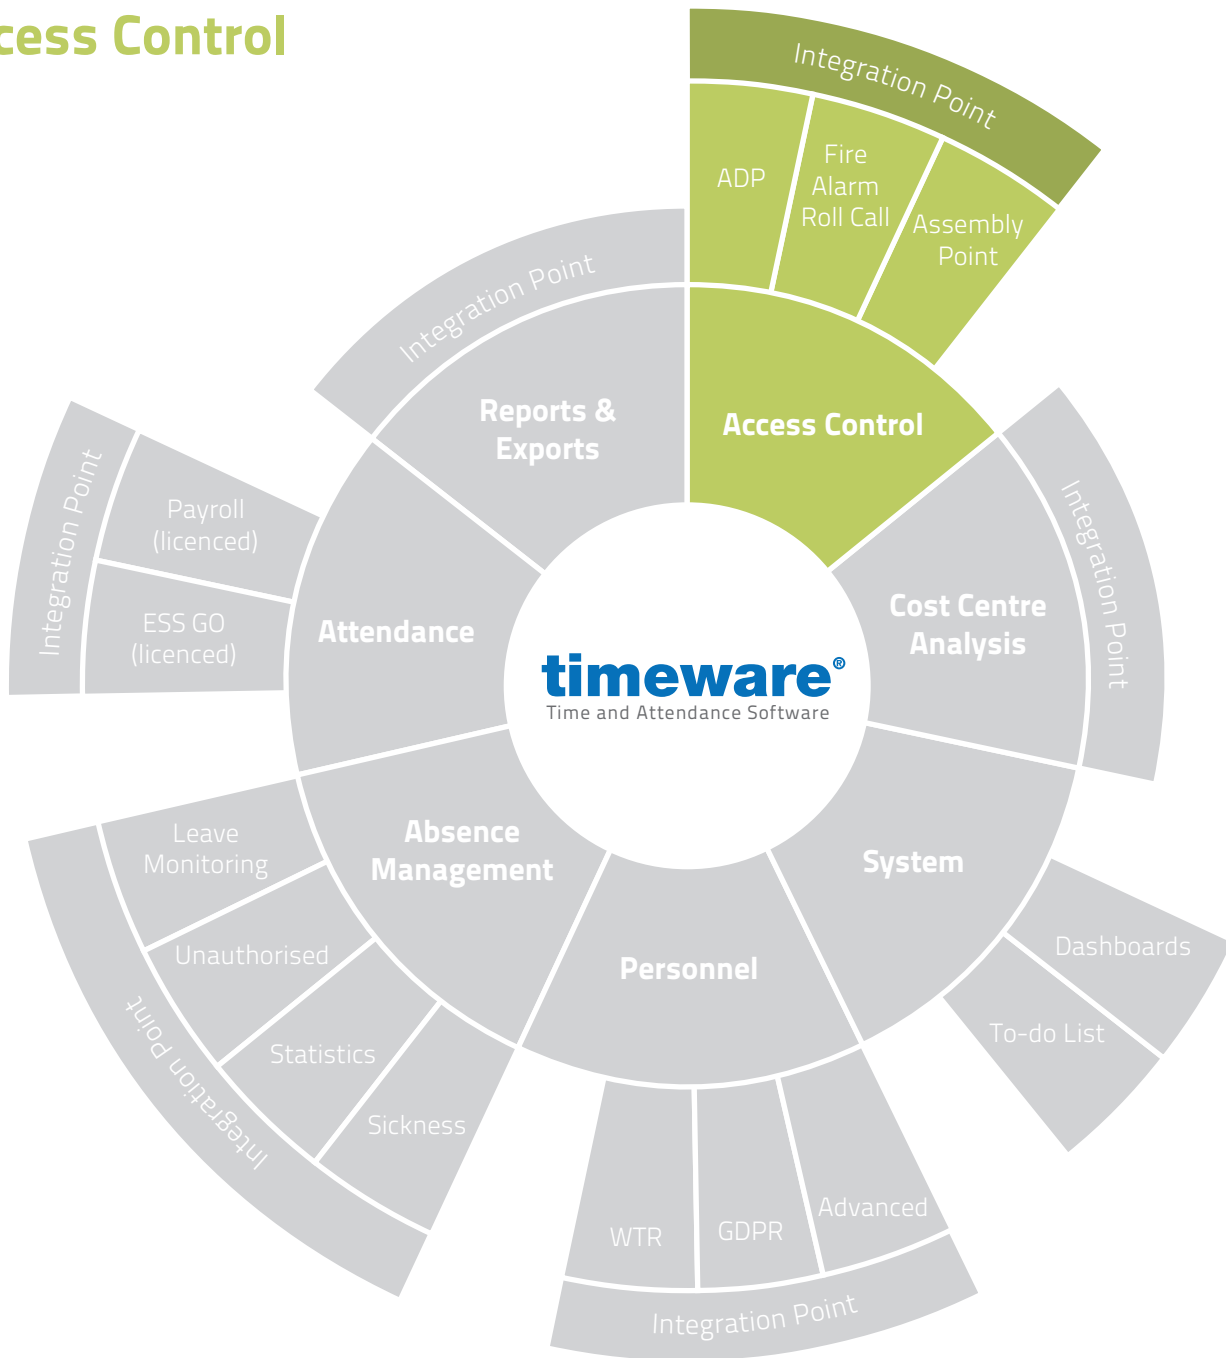 cess Control
Integration Point
ADP
Fire
Alarm
Roll Call
Assembly
Point
Access Control
Integration Point
Reports &
Exports
Integration Point
Cost Centre
Analysis
Integration Point
Payroll
(licenced)
ESS GO
(licenced)
Attendance
timeware®
Time and Attendance Software
System
Dashboards
To-do List
Absence
Management
Leave
Monitoring
Unauthorised
Statistics
Sickness
Integration Point
Personnel
WTR
GDPR
Advanced
Integration Point